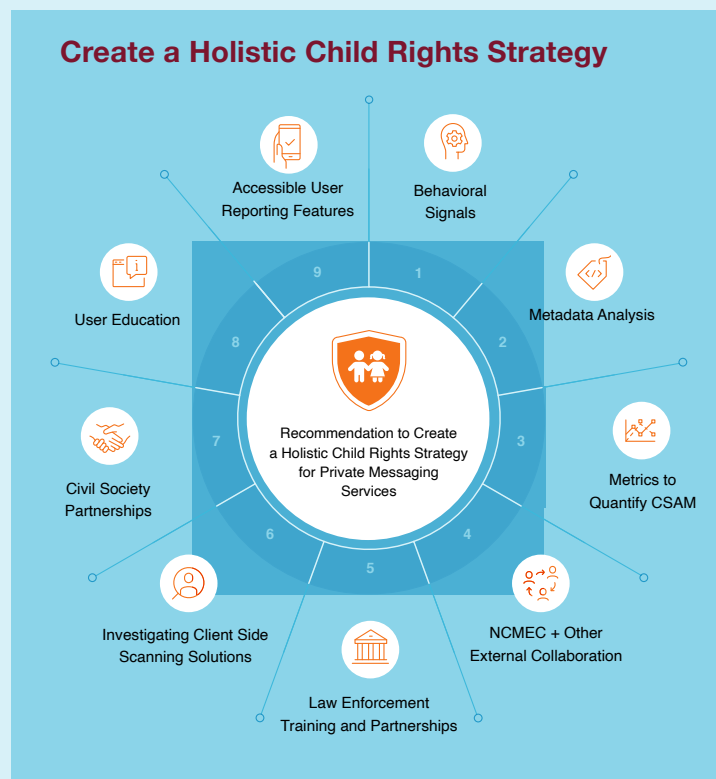 Create a Holistic Child Rights Strategy
Accessible User
Reporting Features
Behavioral
Signals
User Education
Metadata Analysis
Civil Society
Partnerships
Metrics to
Quantify CSAM
Investigating Client Side
Scanning Solutions
NCMEC + Other
External Collaboration
Law Enforcement
Training and Partnerships
9
1
8
2
7
3
6
4
5
Recommendation to Create
a Holistic Child Rights Strategy
for Private Messaging
Services